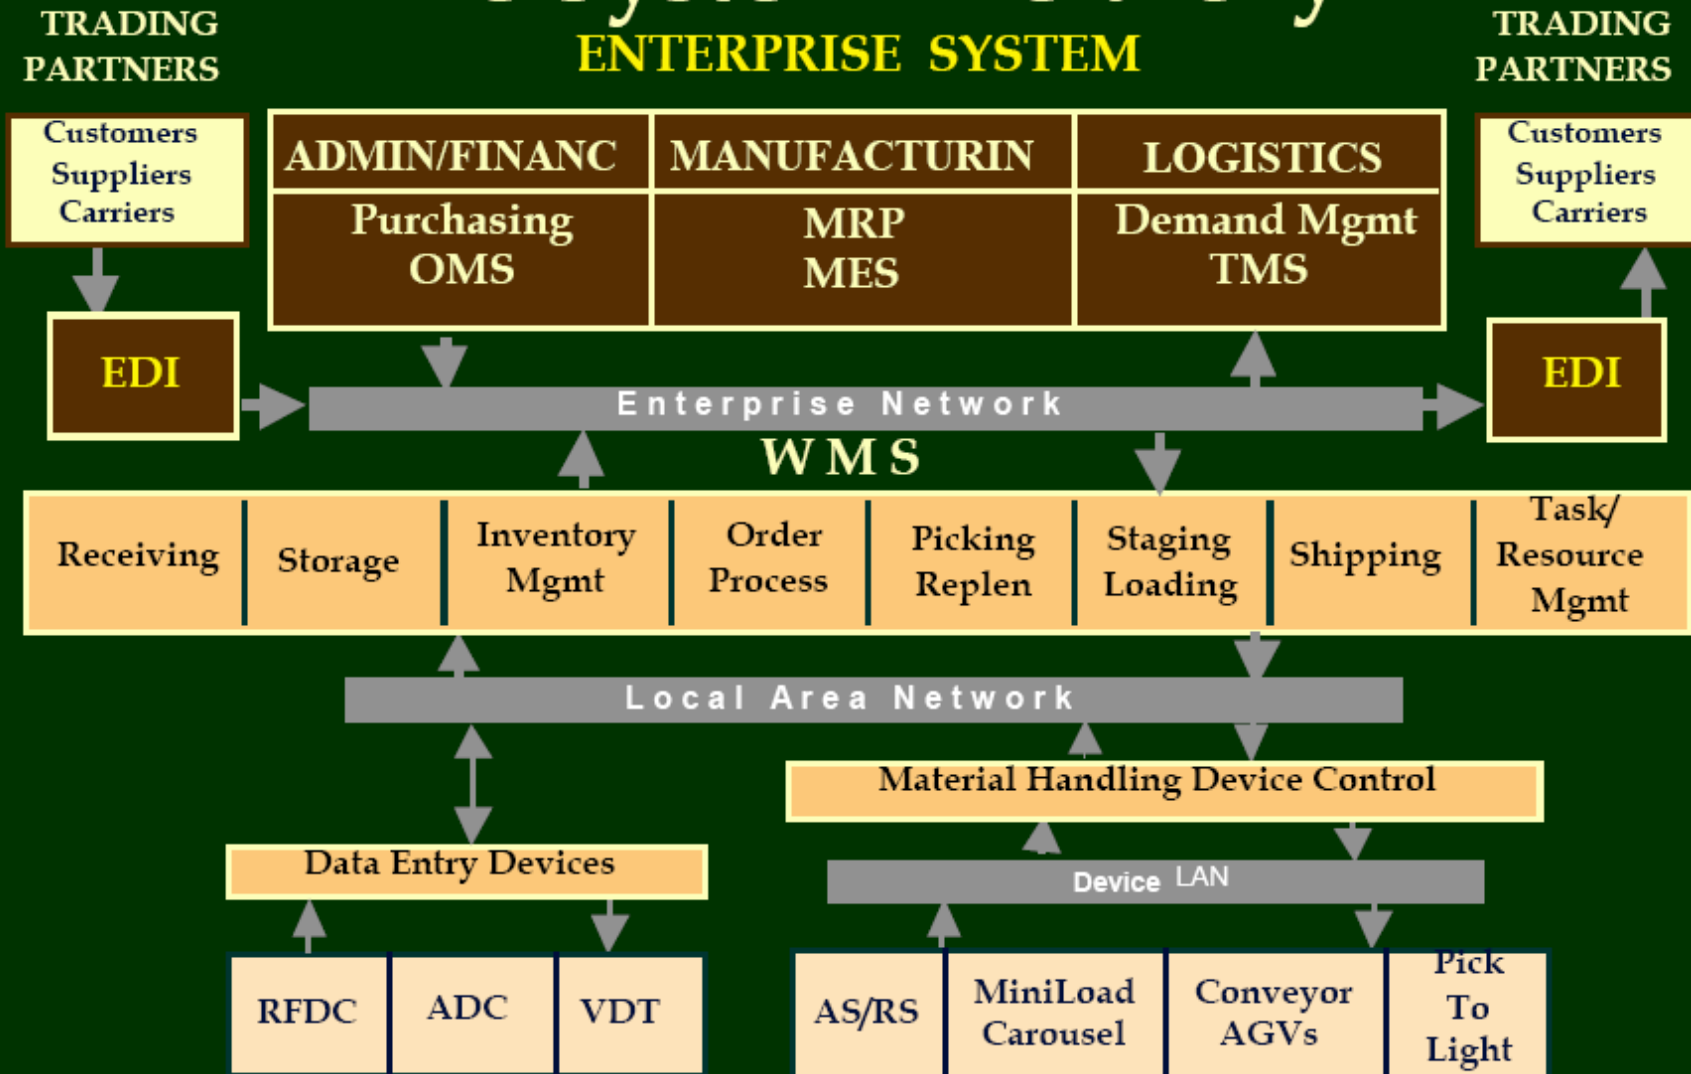 TRADING
PARTNERS
ENTERPRISE SYSTEM
TRADING
PARTNERS
Customers
Suppliers
Carriers
ADMIN/FINANC
MANUFACTURIN
LOGISTICS
Purchasing
OMS
MRP
MES
Demand Mgmt
TMS
Customers
Suppliers
Carriers
EDI
Enterprise Network
EDI
WMS
Receiving
Storage
Inventory
Mgmt
Order
Process
Picking
Replen
Staging
Loading
Shipping
Task/
Resource
Mgmt
Local Area Network
Material Handling Device Control
Data Entry Devices
Device LAN
RFDC
ADC
VDT
AS/RS
MiniLoad
Carousel
Conveyor
AGVs
Pick
To
Light